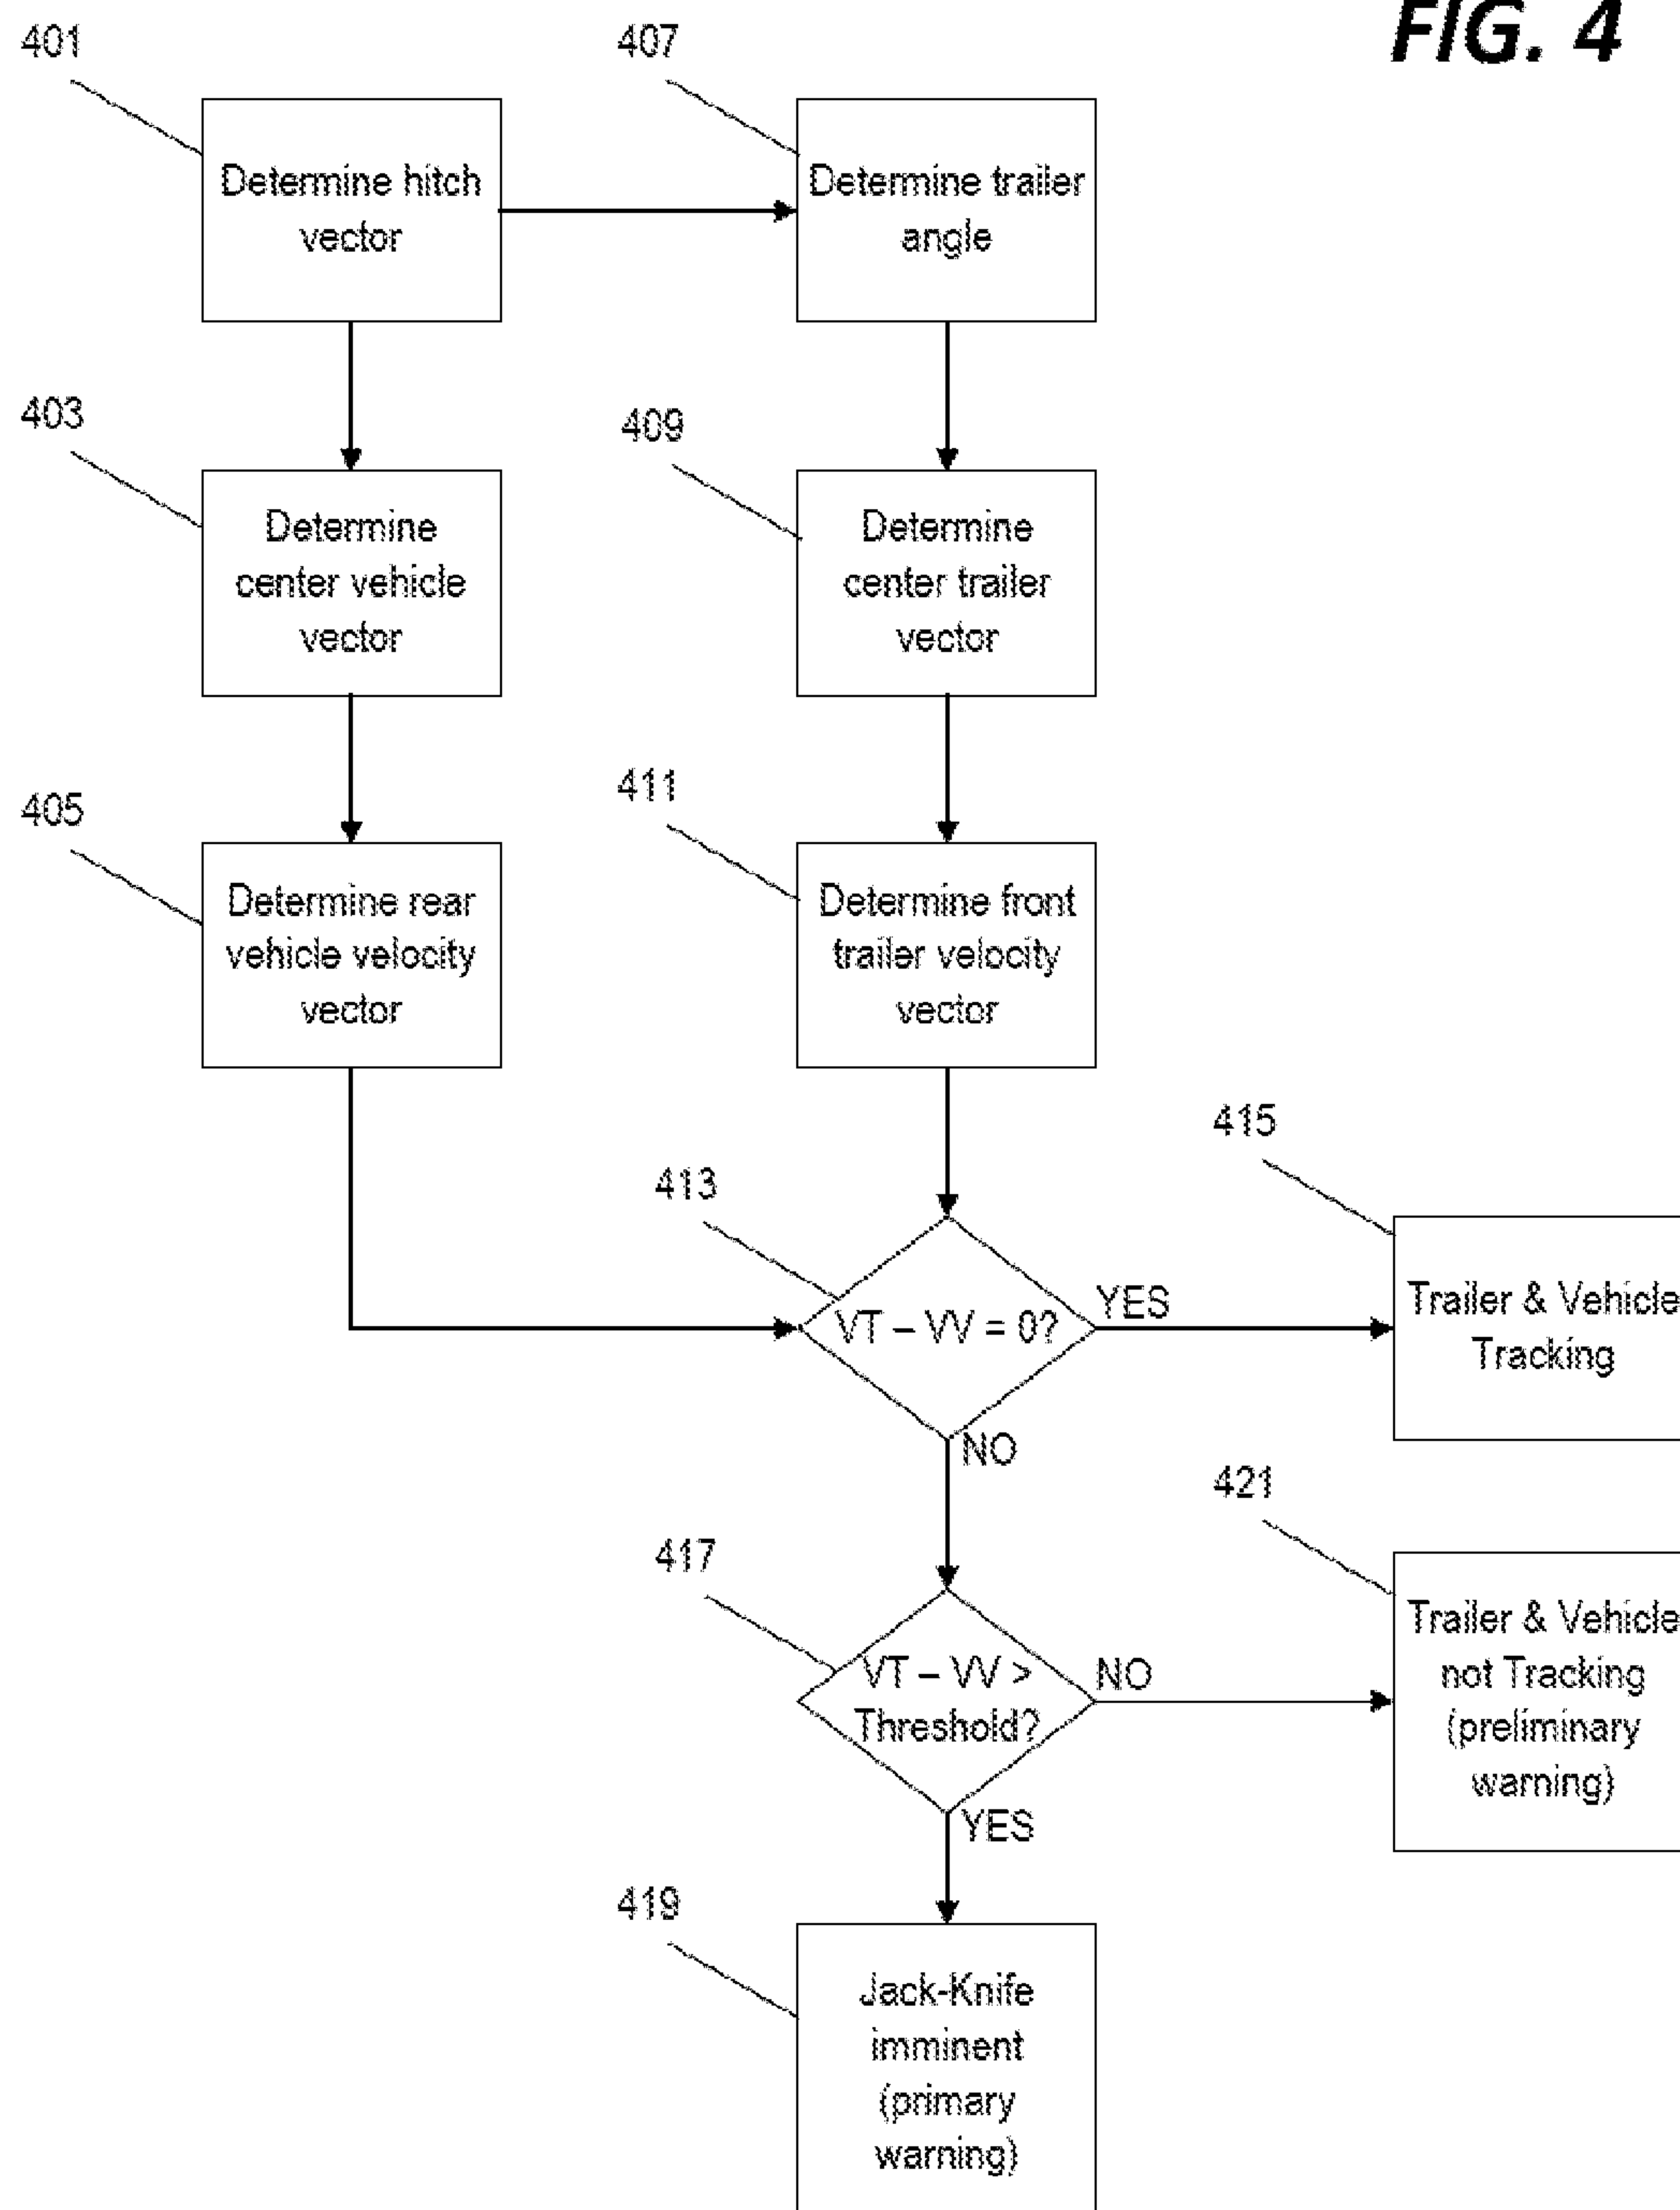 FIG. 4
401
407
Determine hitch
vector
Determine trailer
angle
403
409
Determine
center vehicle
vector
Determine
center trailer
vector
405
411
Determine rear
vehicle velocity
vector
Determine front
trailer velocity
vector
415
413
VT – VV = 0?
YES
Trailer & Vehicle
Tracking
NO
421
417
VT – VV >
Threshold?
NO
Trailer & Vehicle
not Tracking
(preliminary
warning)
YES
419
Jack-Knife
imminent
(primary
warning)